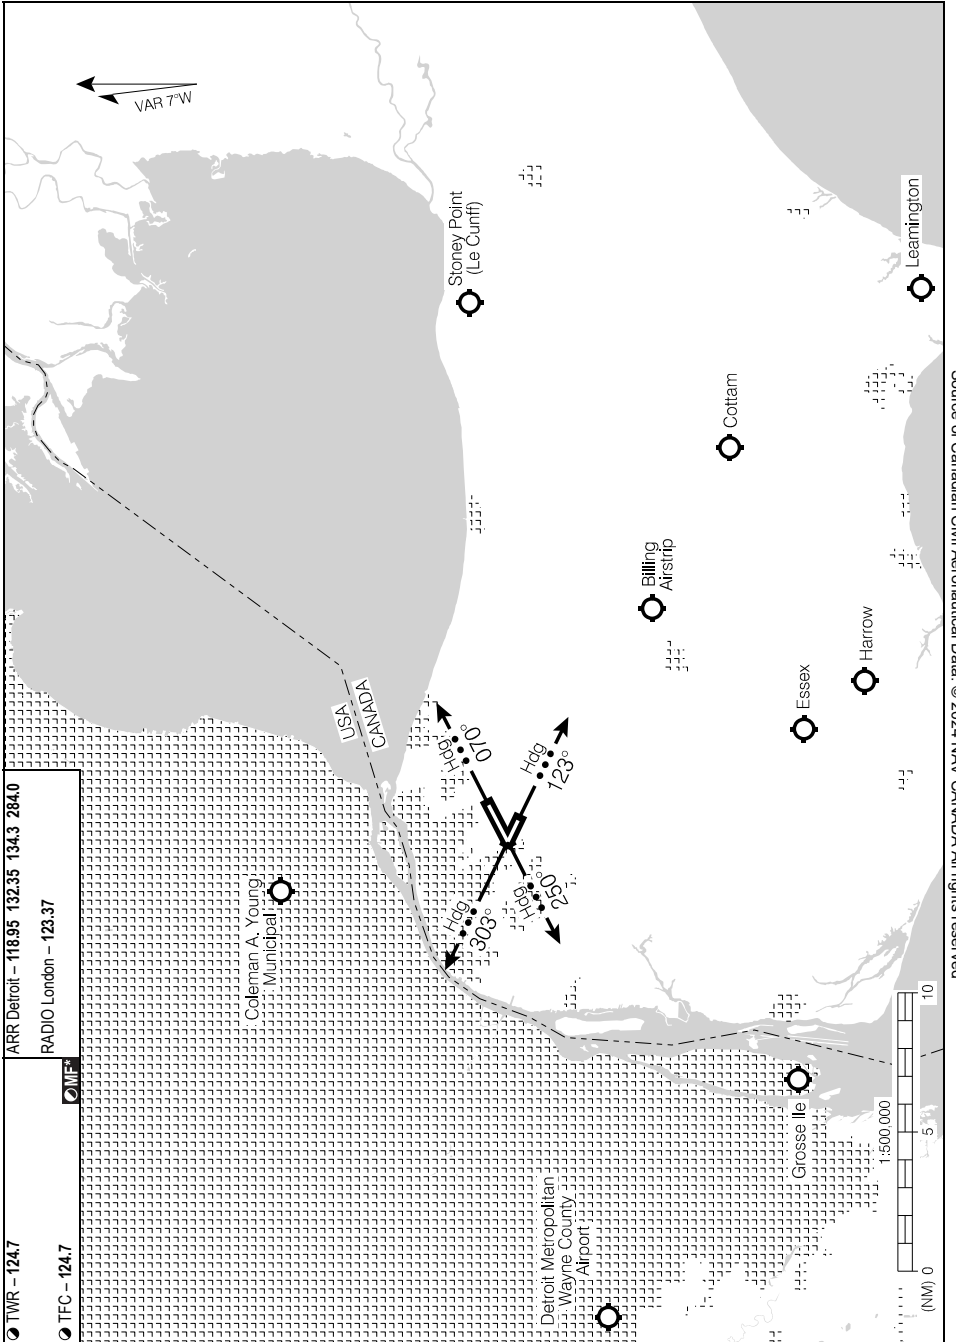 TWR – 124.7
ARR Detroit – 118.95 132.35 134.3 284.0
RADIO London – 123.37
TFC – 124.7
MF*
VAR 7°W
Stoney Point
(Le Cunff)
Leamington
Cottam
Billing
Airstrip
Harrow
Essex
USA
CANADA
Hdg
070°
Hdg
123°
Hdg
250°
Hdg
303°
Coleman A. Young
Municipal
Grosse Ile
Detroit Metropolitan
Wayne County
Airport
1:500,000
(NM) 0
5
10
Source of Canadian Civil Aeronautical Data: © 2024 NAV CANADA All rights reserved